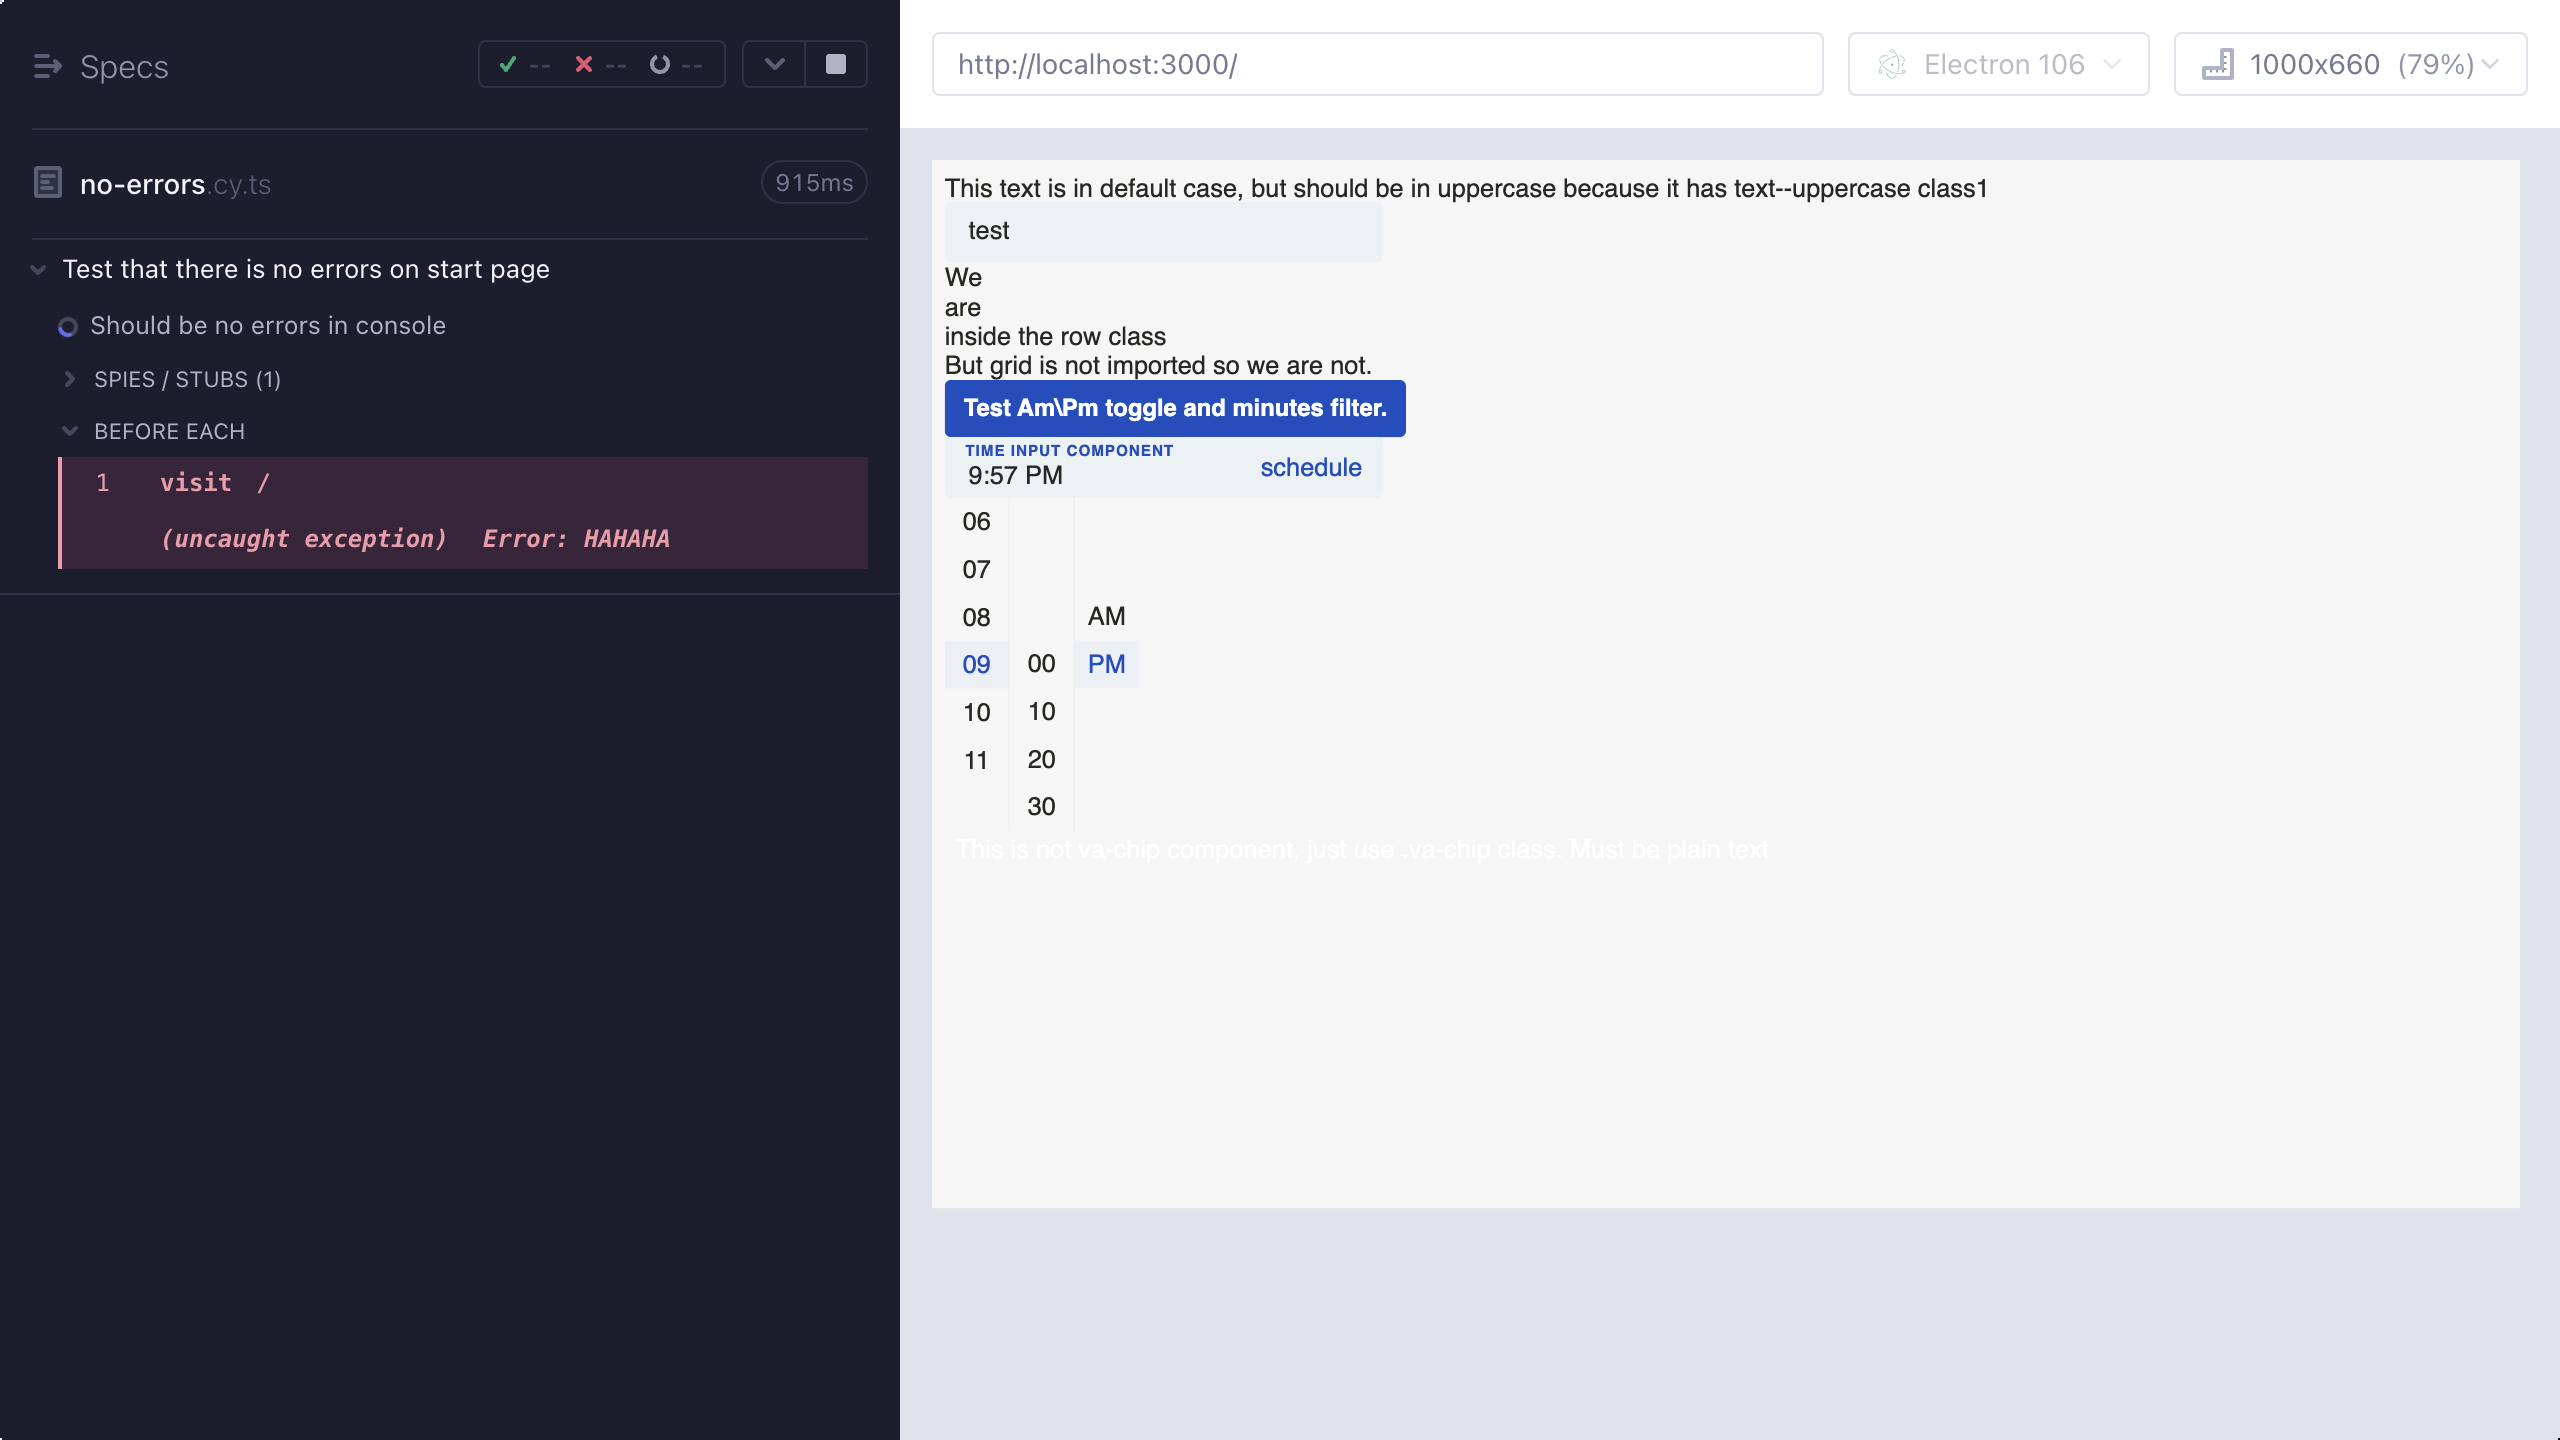 Specs
-- -- --
no-errors.cy.ts 915ms
Test that there is no errors on start page
Should be no errors in console
SPIES / STUBS (1)
BEFORE EACH
1 visit /
(uncaught exception) Error: HAHAHA
http://localhost:3000/ Electron 106 1000x660 (79%)
This text is in default case, but should be in uppercase because it has text--uppercase class1
test
We
are
inside the row class
But grid is not imported so we are not.
Test Am\Pm toggle and minutes filter.
TIME INPUT COMPONENT
9:57 PM schedule
06
07
08 AM
09 00 PM
10 10
11 20
30
This is not va-chip component, just use .va-chip class. Must be plain text